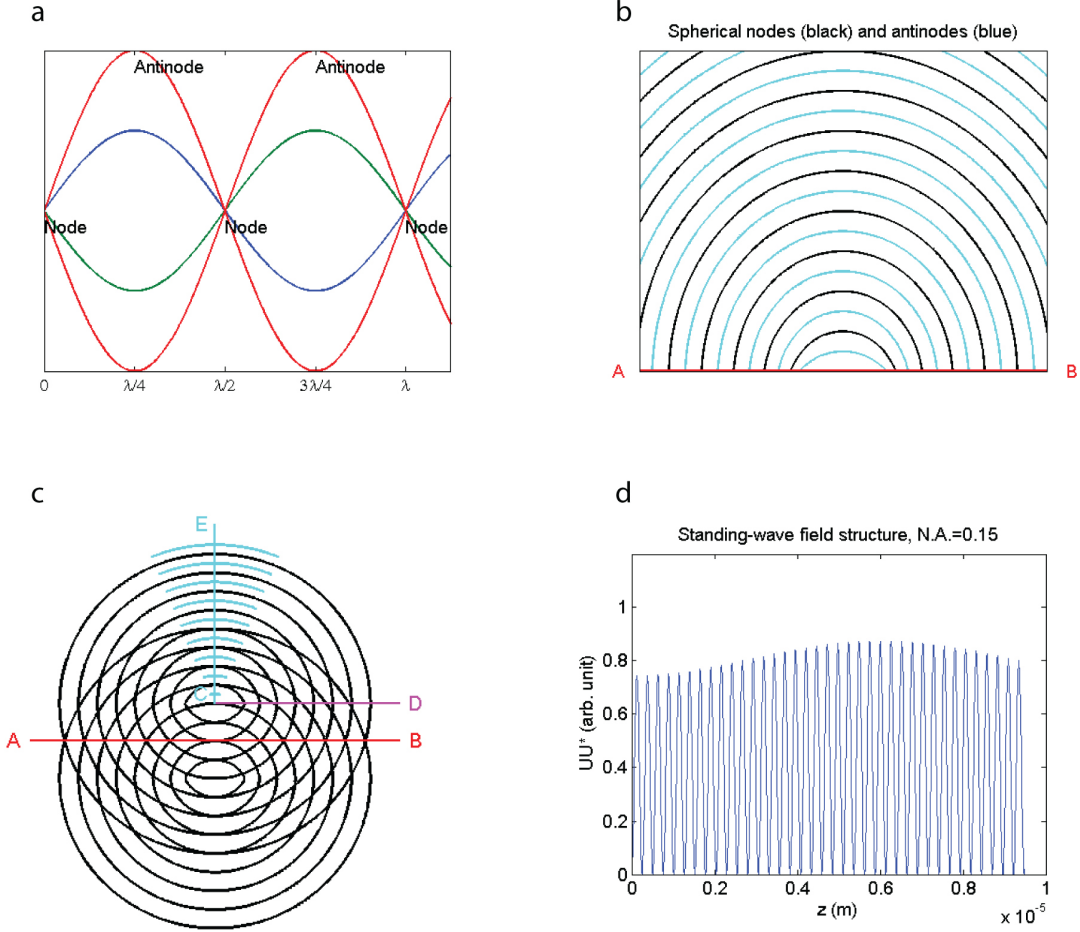 a
Antinode Antinode
Node Node Node
0 λ/4 λ/2 3λ/4 λ
b
Spherical nodes (black) and antinodes (blue)
A B
c
E
C D
A B
d
Standing-wave field structure, N.A.=0.15
1
0.8
0.6
0.4
0.2
0
UU* (arb. unit)
0 0.2 0.4 0.6 0.8 1
z (m)
x 10⁻⁵